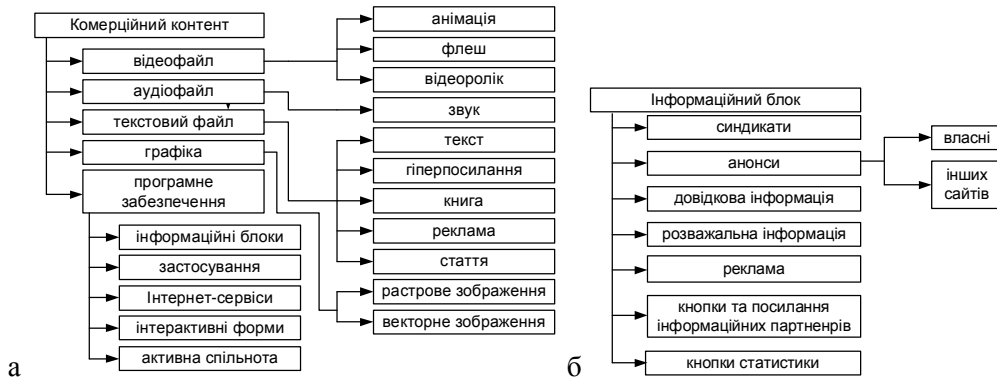 Комерційний контент
відеофайл
аудіофайл
текстовий файл
графіка
програмне
забезпечення
інформаційні блоки
застосування
Інтернет-сервіси
інтерактивні форми
активна спільнота
анімація
флеш
відеоролік
звук
текст
гіперпосилання
книга
реклама
стаття
растрове зображення
векторне зображення
а
Інформаційний блок
синдикати
анонси
довідкова інформація
розважальна інформація
реклама
кнопки та посилання
інформаційних партненрів
кнопки статистики
власні
інших
сайтів
б